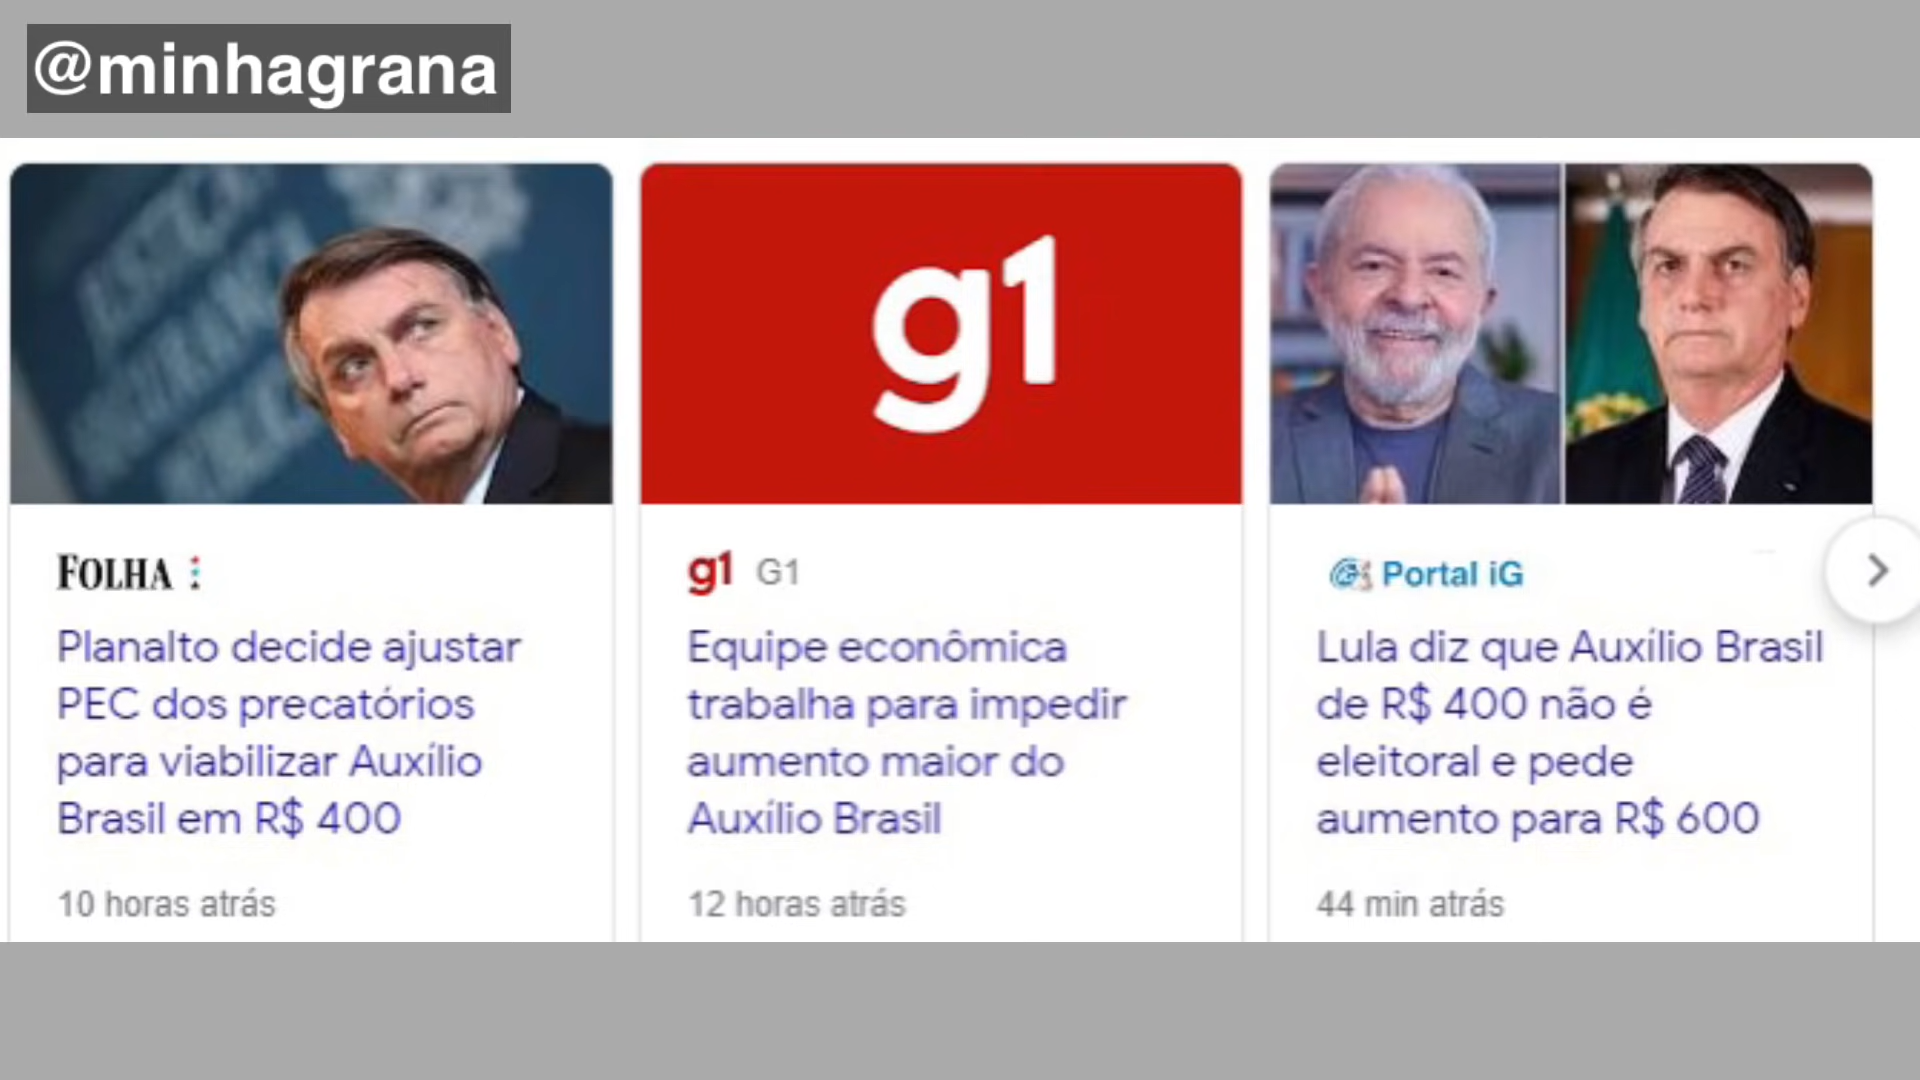 @minhagrana
g1
FOLHA
Planalto decide ajustar
PEC dos precatórios
para viabilizar Auxílio
Brasil em R$ 400
10 horas atrás
g1 G1
Equipe econômica
trabalha para impedir
aumento maior do
Auxílio Brasil
12 horas atrás
Portal iG
Lula diz que Auxílio Brasil
de R$ 400 não é
eleitoral e pede
aumento para R$ 600
44 min atrás